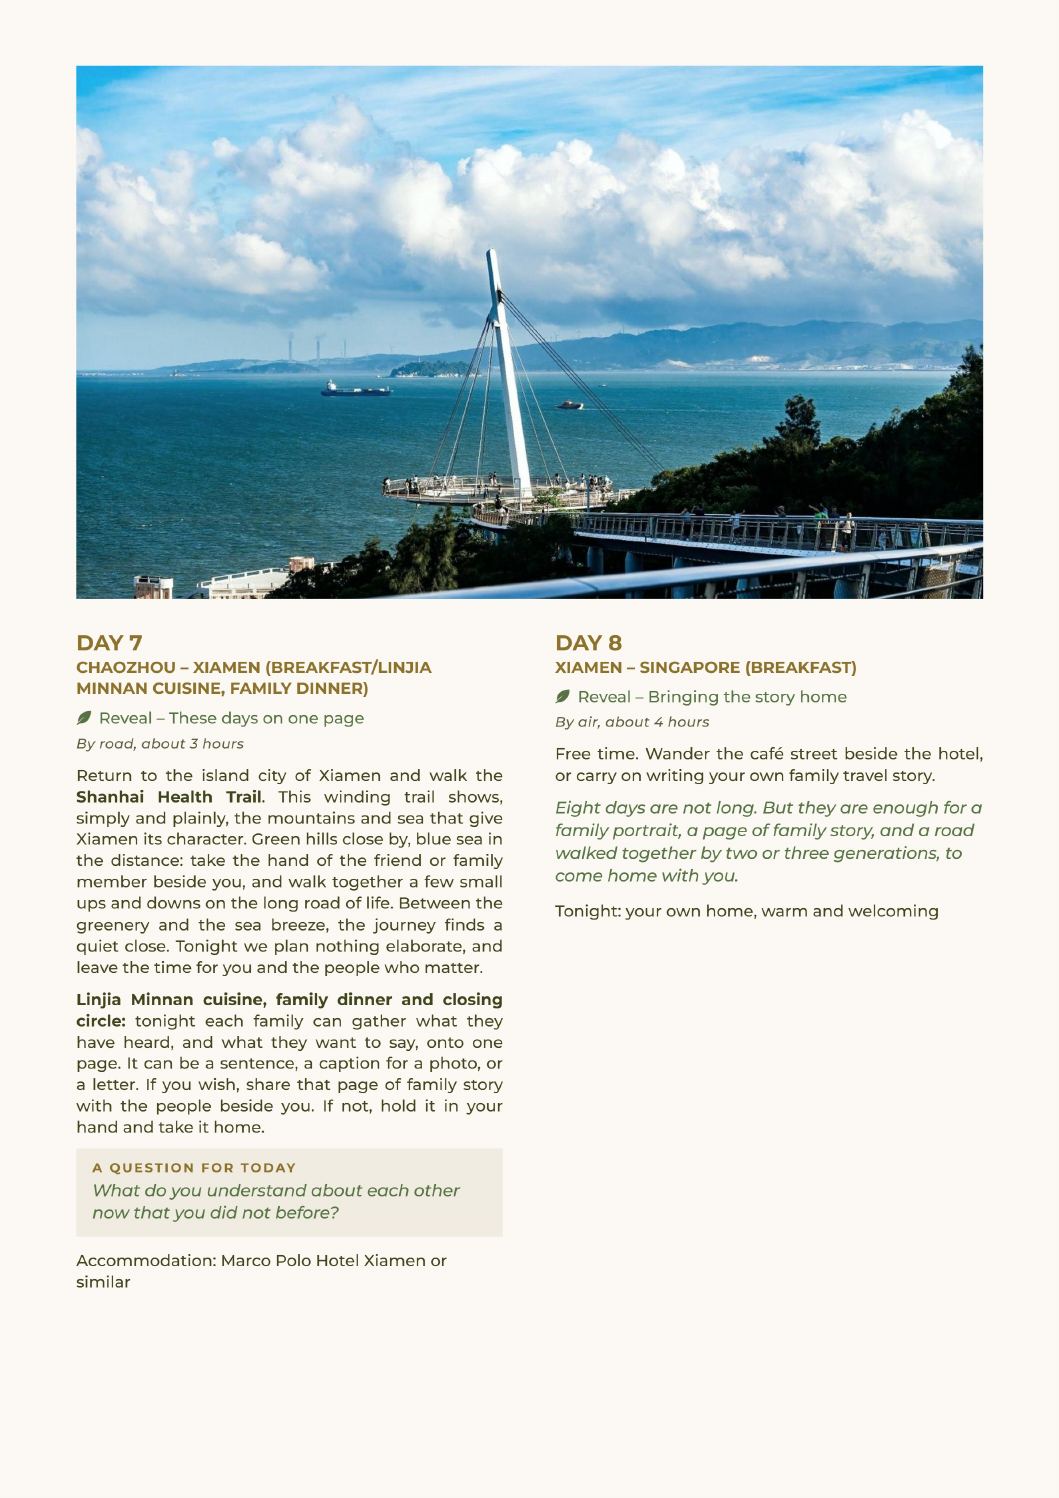 DAY 7
CHAOZHOU – XIAMEN (BREAKFAST/LINJIA
MINNAN CUISINE, FAMILY DINNER)
Reveal – These days on one page
By road, about 3 hours
Return to the island city of Xiamen and walk the
Shanhai Health Trail. This winding trail shows,
simply and plainly, the mountains and sea that give
Xiamen its character. Green hills close by, blue sea in
the distance: take the hand of the friend or family
member beside you, and walk together a few small
ups and downs on the long road of life. Between the
greenery and the sea breeze, the journey finds a
quiet close. Tonight we plan nothing elaborate, and
leave the time for you and the people who matter.
Linjia Minnan cuisine, family dinner and closing
circle: tonight each family can gather what they
have heard, and what they want to say, onto one
page. It can be a sentence, a caption for a photo, or
a letter. If you wish, share that page of family story
with the people beside you. If not, hold it in your
hand and take it home.
A QUESTION FOR TODAY
What do you understand about each other
now that you did not before?
Accommodation: Marco Polo Hotel Xiamen or
similar
DAY 8
XIAMEN – SINGAPORE (BREAKFAST)
Reveal – Bringing the story home
By air, about 4 hours
Free time. Wander the café street beside the hotel,
or carry on writing your own family travel story.
Eight days are not long. But they are enough for a
family portrait, a page of family story, and a road
walked together by two or three generations, to
come home with you.
Tonight: your own home, warm and welcoming